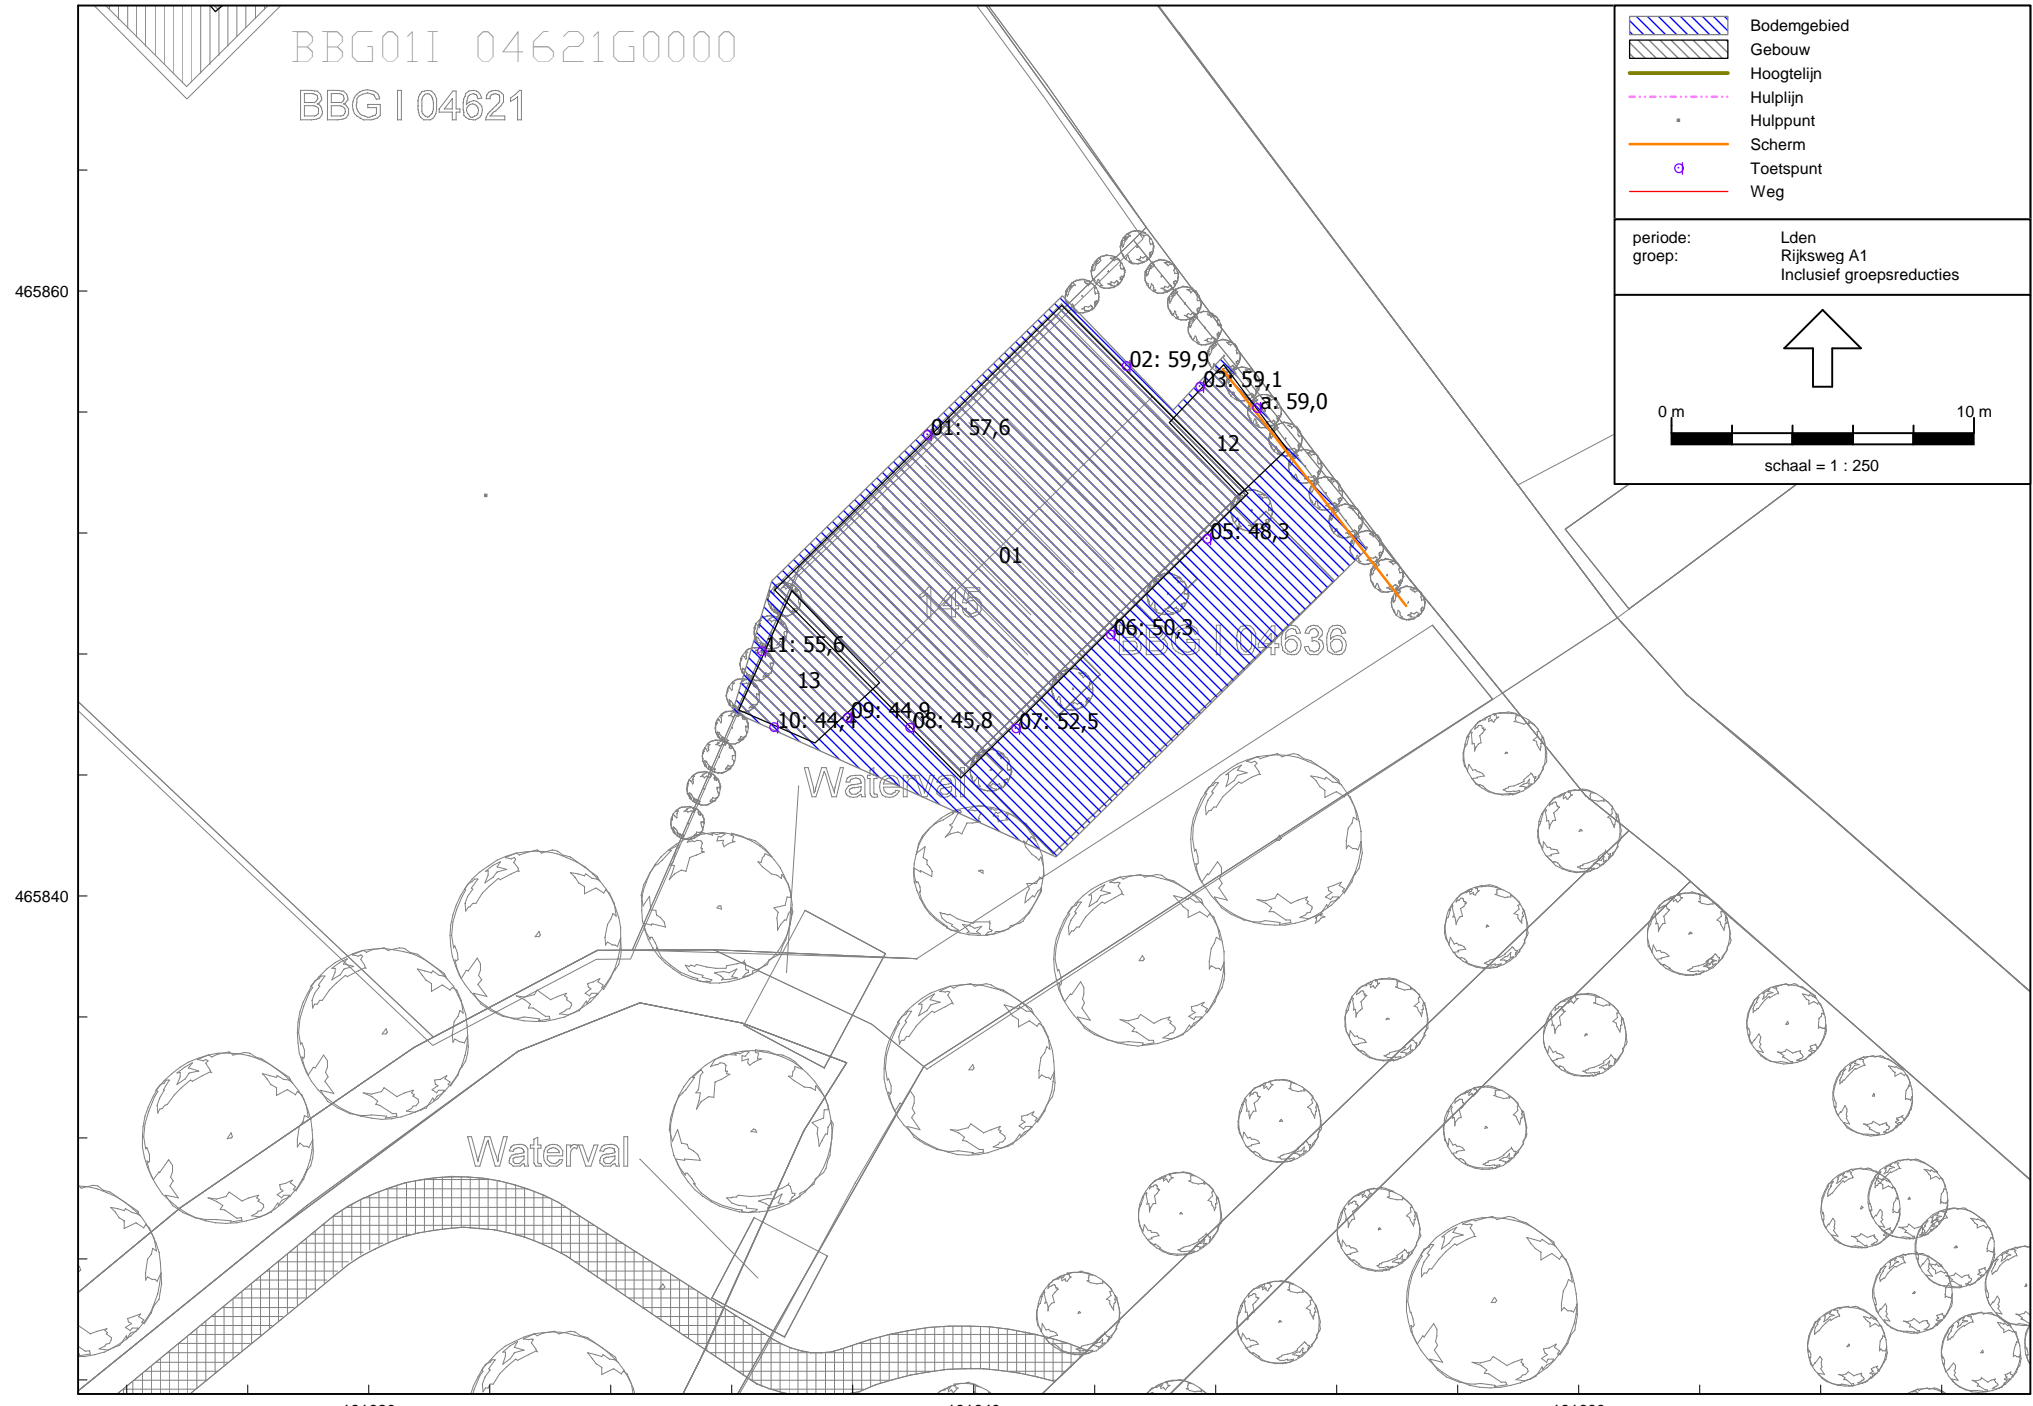 BBG01I 04621G0000
BBG I 04621
Bodemgebied
Gebouw
Hoogtelijn
Hulplijn
Hulppunt
Scherm
Toetspunt
Weg
periode: Lden
groep: Rijksweg A1
Inclusief groepsreducties
0 m 10 m
schaal = 1 : 250
465860
02: 59,9
03: 59,1
a: 59,0
01: 57,6
12
05: 48,3
01
145
06: 50,3
BBG I 04636
11: 55,6
13
09: 44,9
10: 44,4
08: 45,8
07: 52,5
Waterval
465840
Waterval